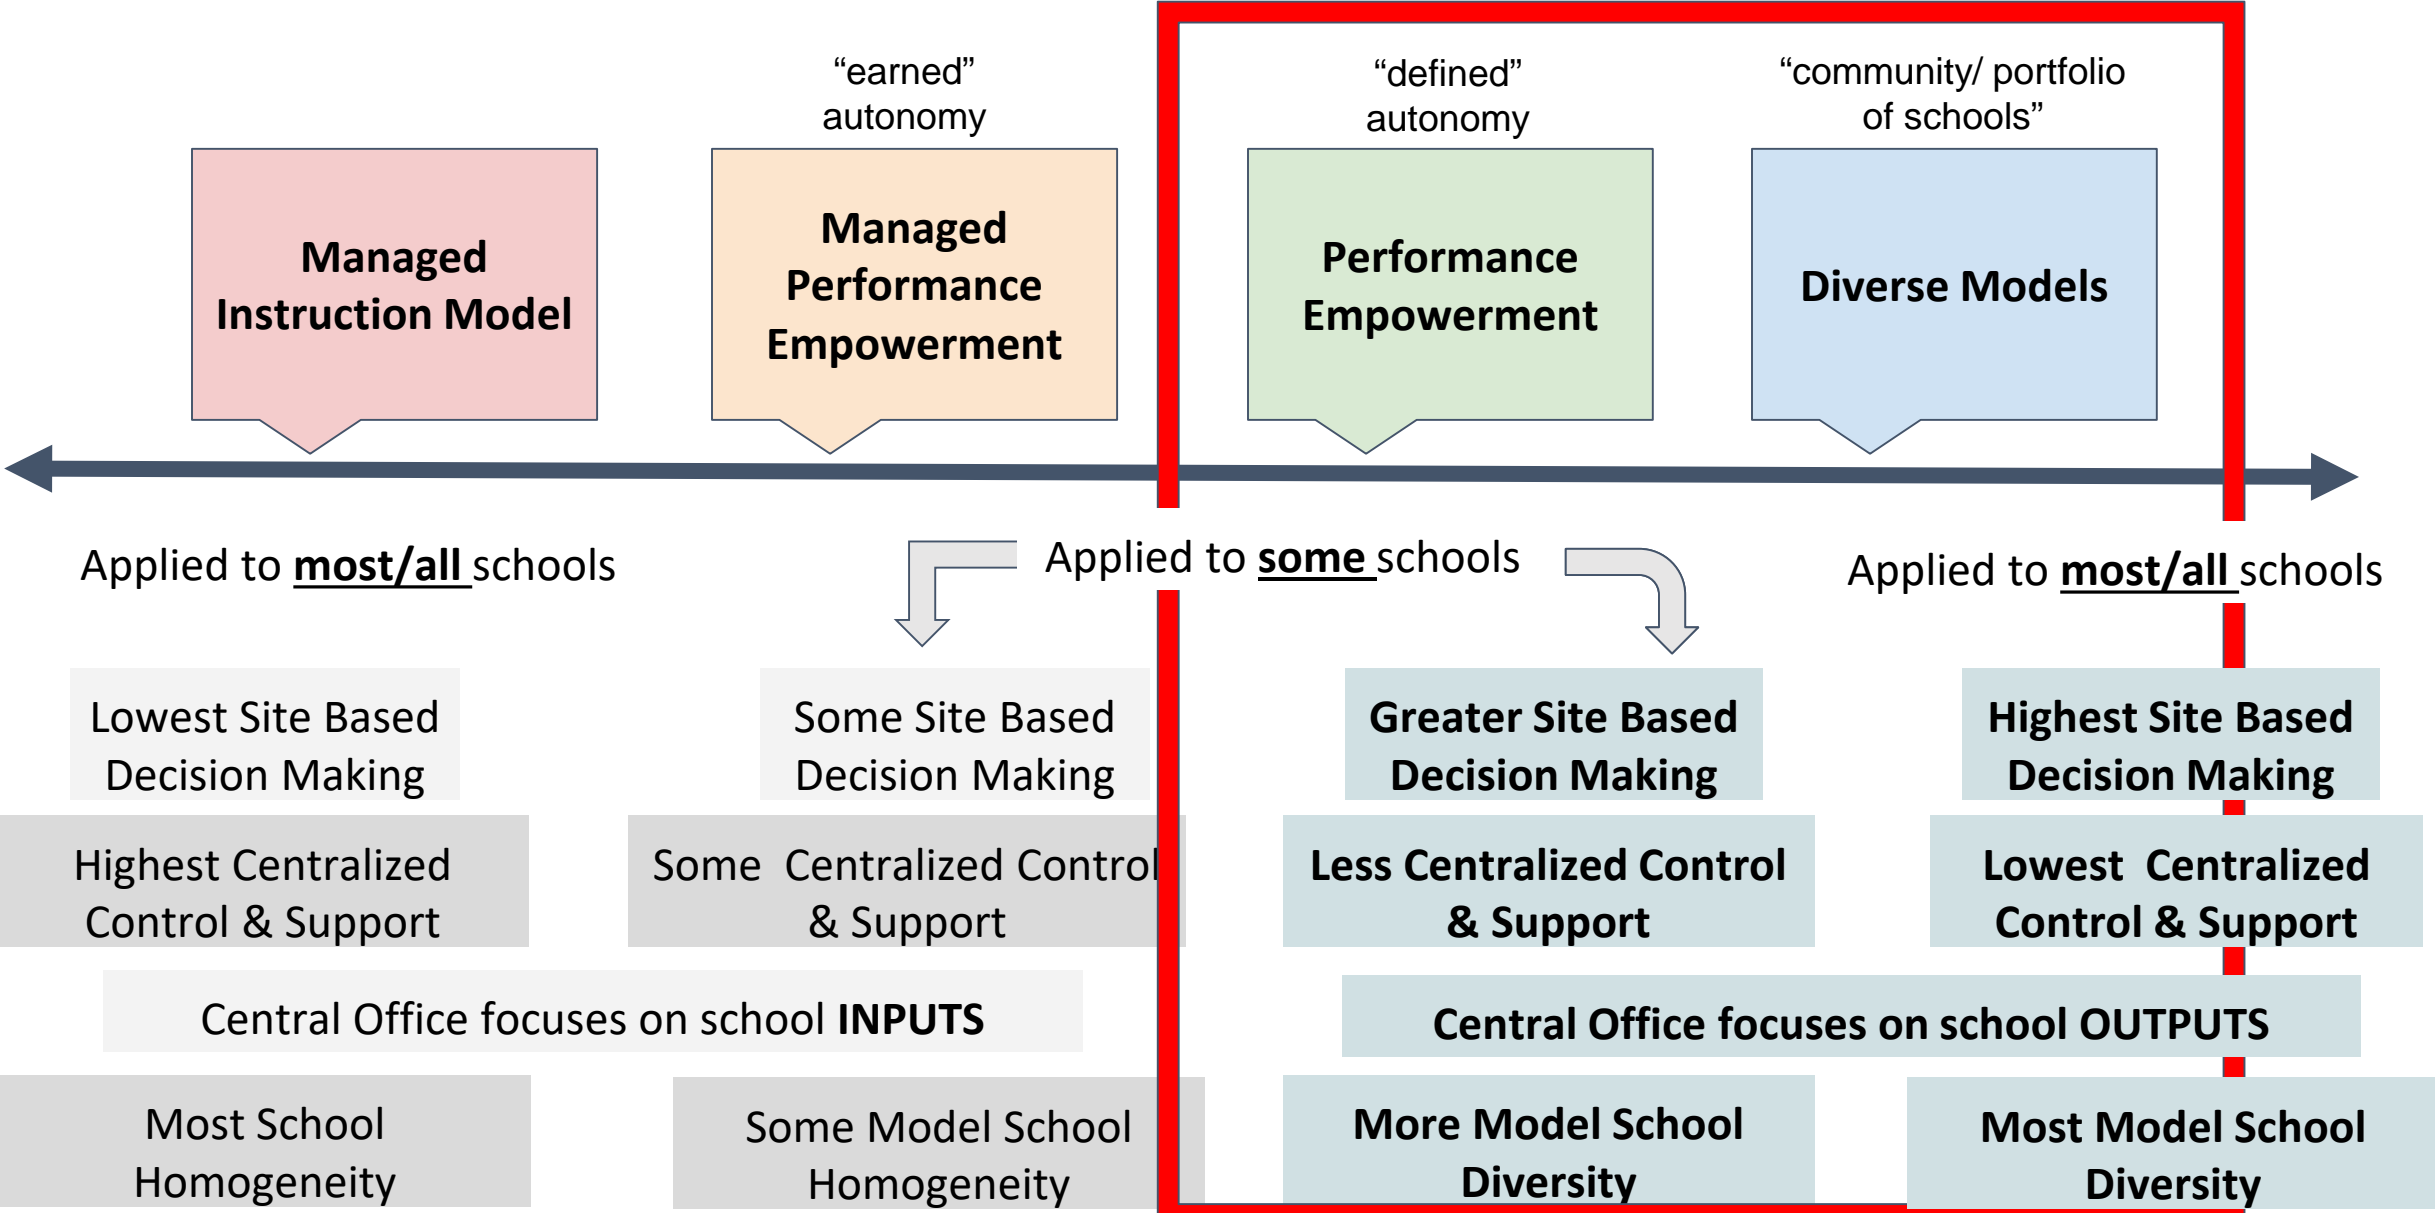 “earned”
autonomy
“defined”
autonomy
“community/ portfolio
of schools”
Managed
Instruction Model
Managed
Performance
Empowerment
Performance
Empowerment
Diverse Models
Applied to most/all schools
Applied to some schools
Applied to most/all schools
Lowest Site Based
Decision Making
Some Site Based
Decision Making
Greater Site Based
Decision Making
Highest Site Based
Decision Making
Highest Centralized
Control & Support
Some Centralized Control
& Support
Less Centralized Control
& Support
Lowest Centralized
Control & Support
Central Office focuses on school INPUTS
Central Office focuses on school OUTPUTS
Most School
Homogeneity
Some Model School
Homogeneity
More Model School
Diversity
Most Model School
Diversity